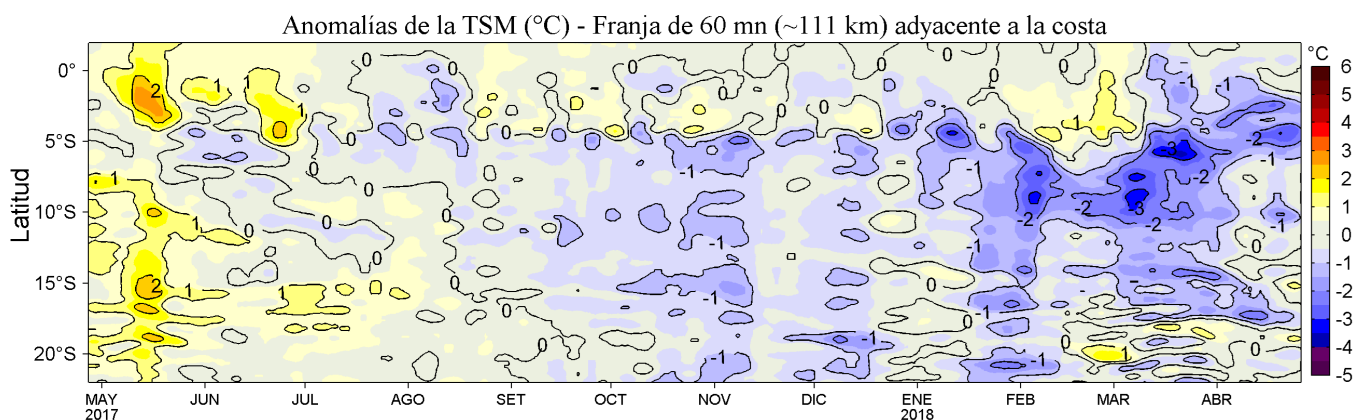 Anomalías de la TSM (°C) - Franja de 60 mn (~111 km) adyacente a la costa
°C
Latitud
0°
5°S
10°S
15°S
20°S
6
5
4
3
2
1
0
-1
-2
-3
-4
-5
MAY JUN JUL AGO SET OCT NOV DIC ENE FEB MAR ABR
2017 2018